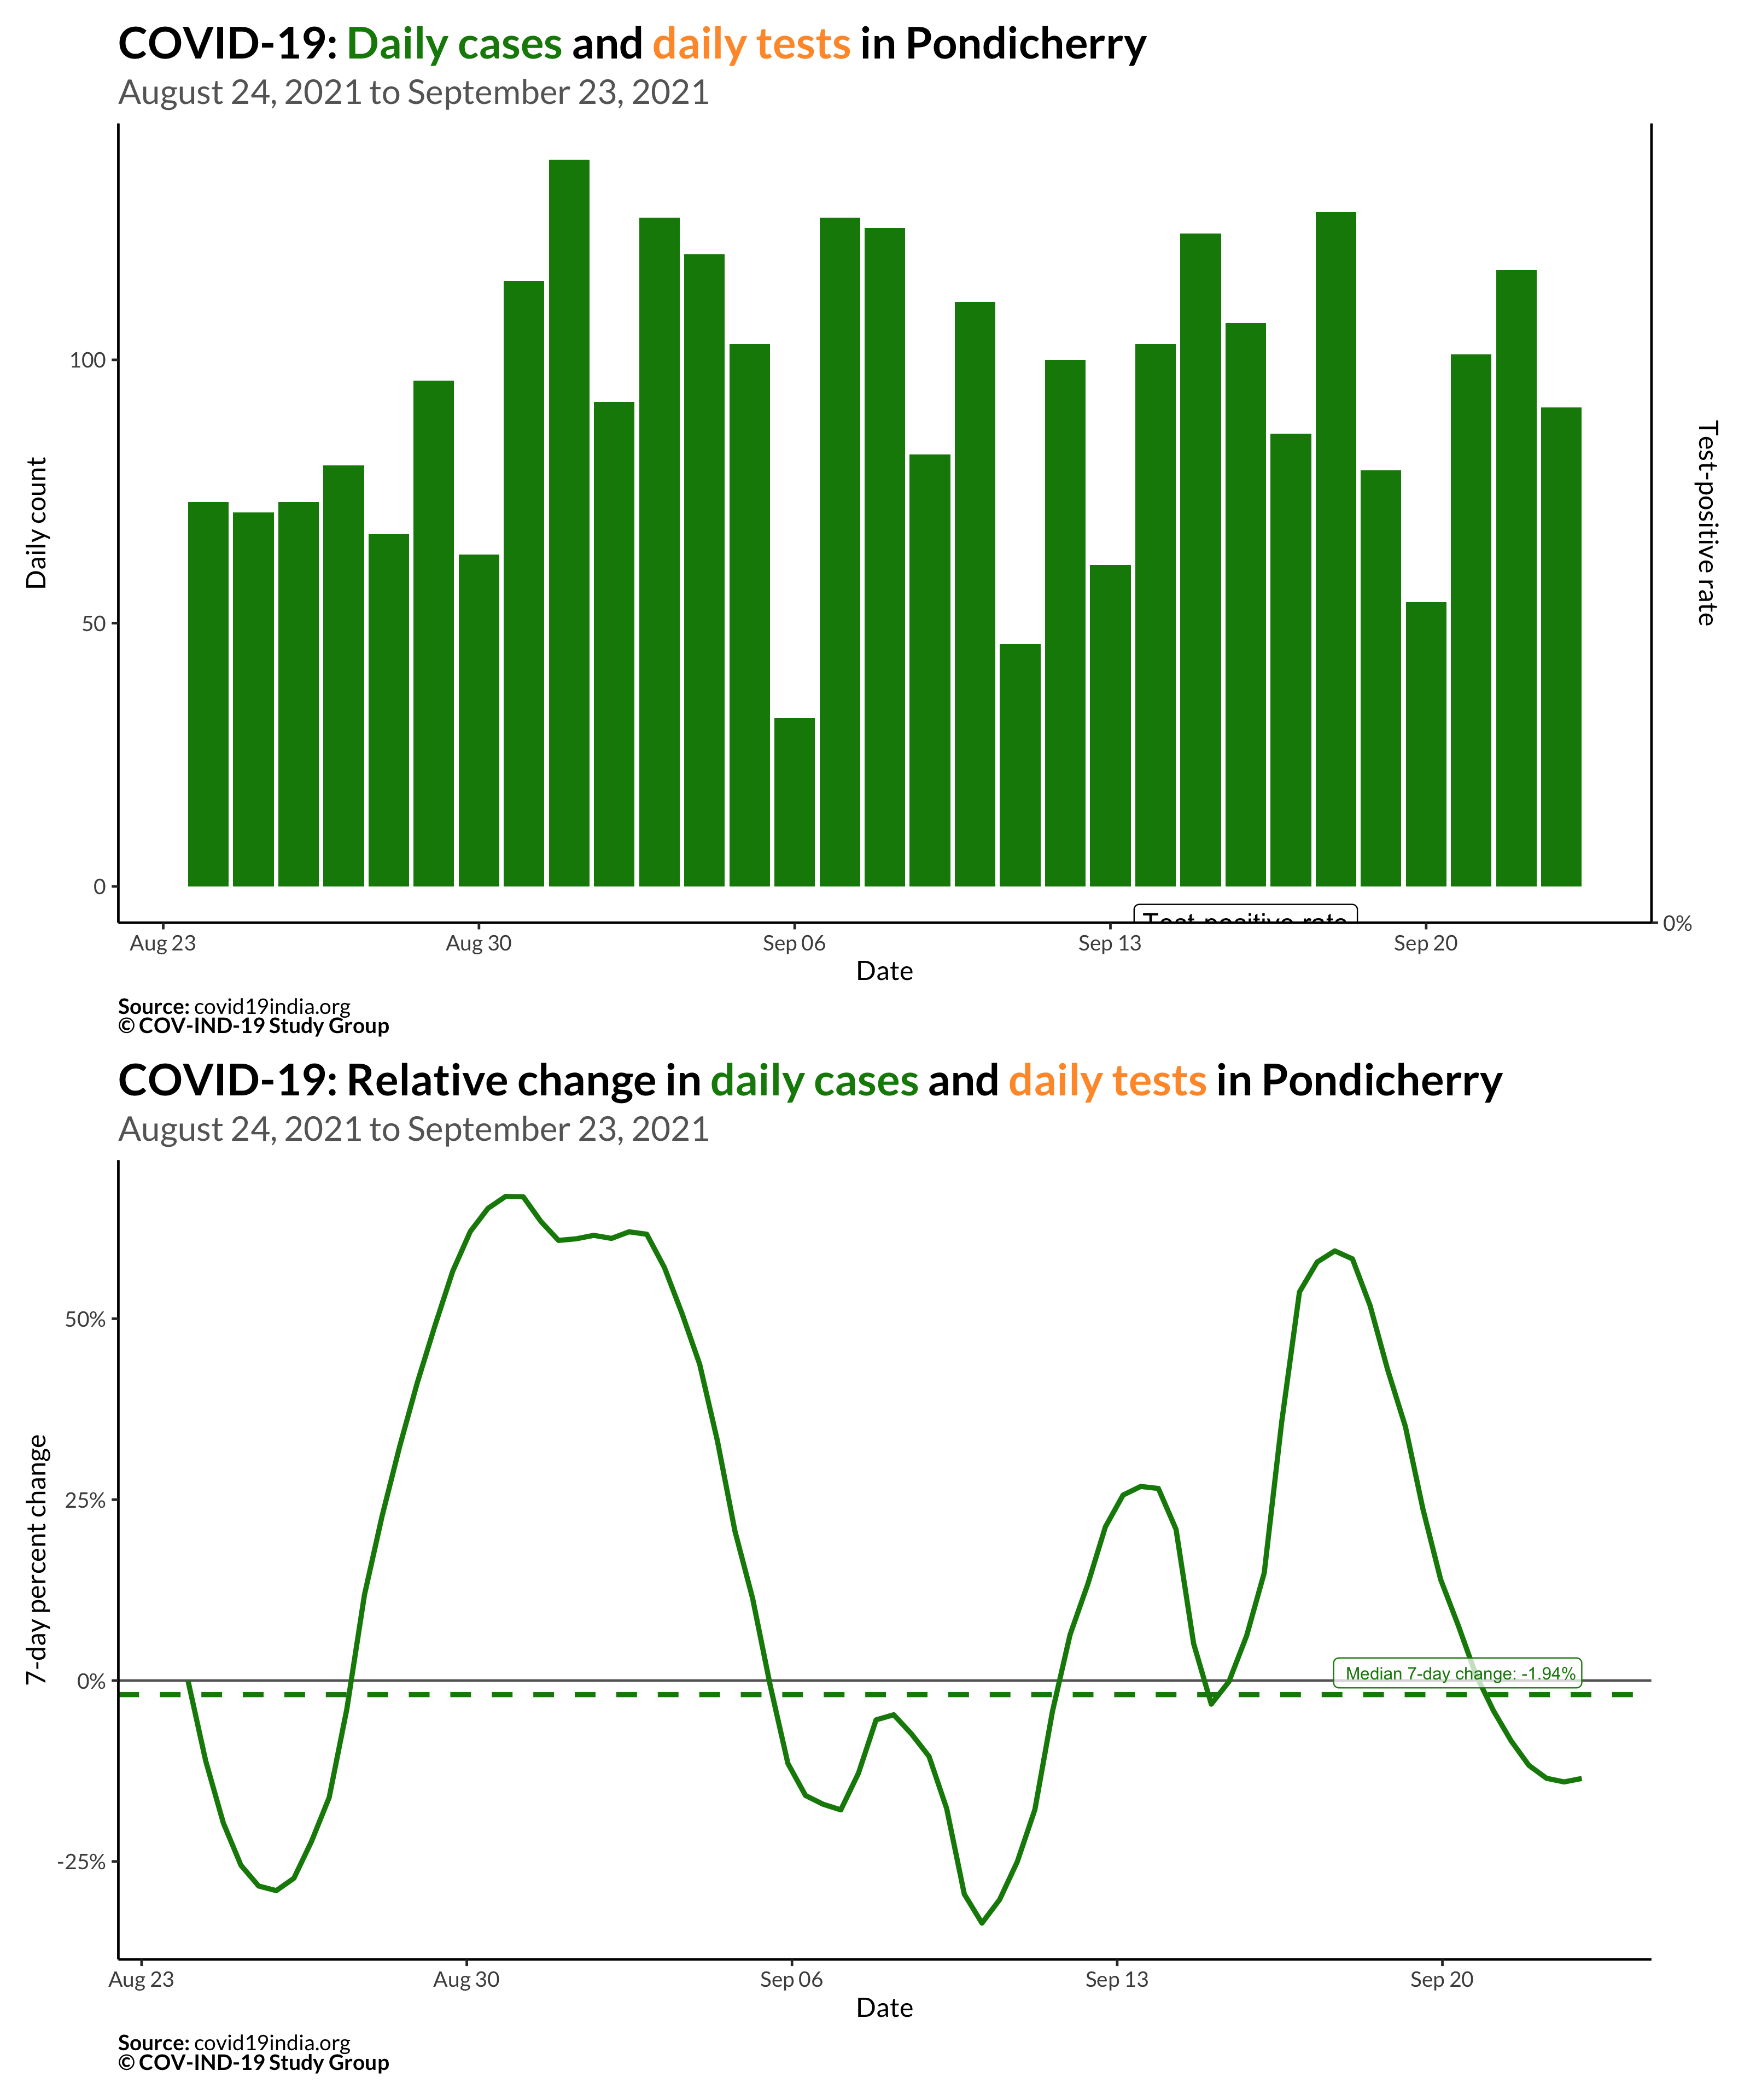 COVID-19: Daily cases and daily tests in Pondicherry
August 24, 2021 to September 23, 2021
Daily count
100
50
0
Test-positive rate
Test-positive rate
0%
Aug 23
Aug 30
Sep 06
Sep 13
Sep 20
Date
Source: covid19india.org
© COV-IND-19 Study Group
COVID-19: Relative change in daily cases and daily tests in Pondicherry
August 24, 2021 to September 23, 2021
7-day percent change
50%
25%
0%
-25%
Median 7-day change: -1.94%
Aug 23
Aug 30
Sep 06
Sep 13
Sep 20
Date
Source: covid19india.org
© COV-IND-19 Study Group